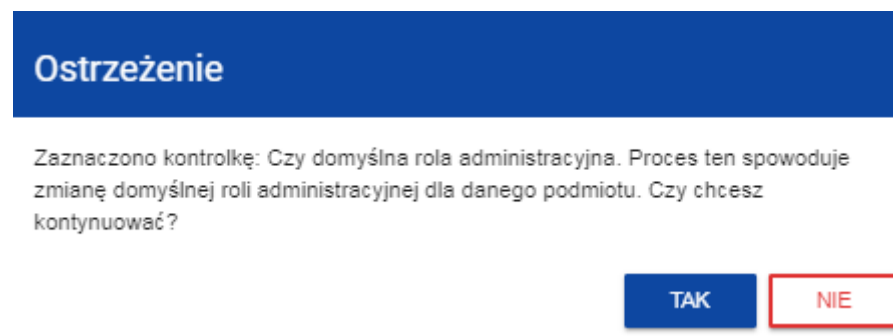 Ostrzeżenie
Zaznaczono kontrolkę: Czy domyślna rola administracyjna. Proces ten spowoduje
zmianę domyślnej roli administracyjnej dla danego podmiotu. Czy chcesz
kontynuować?
TAK NIE